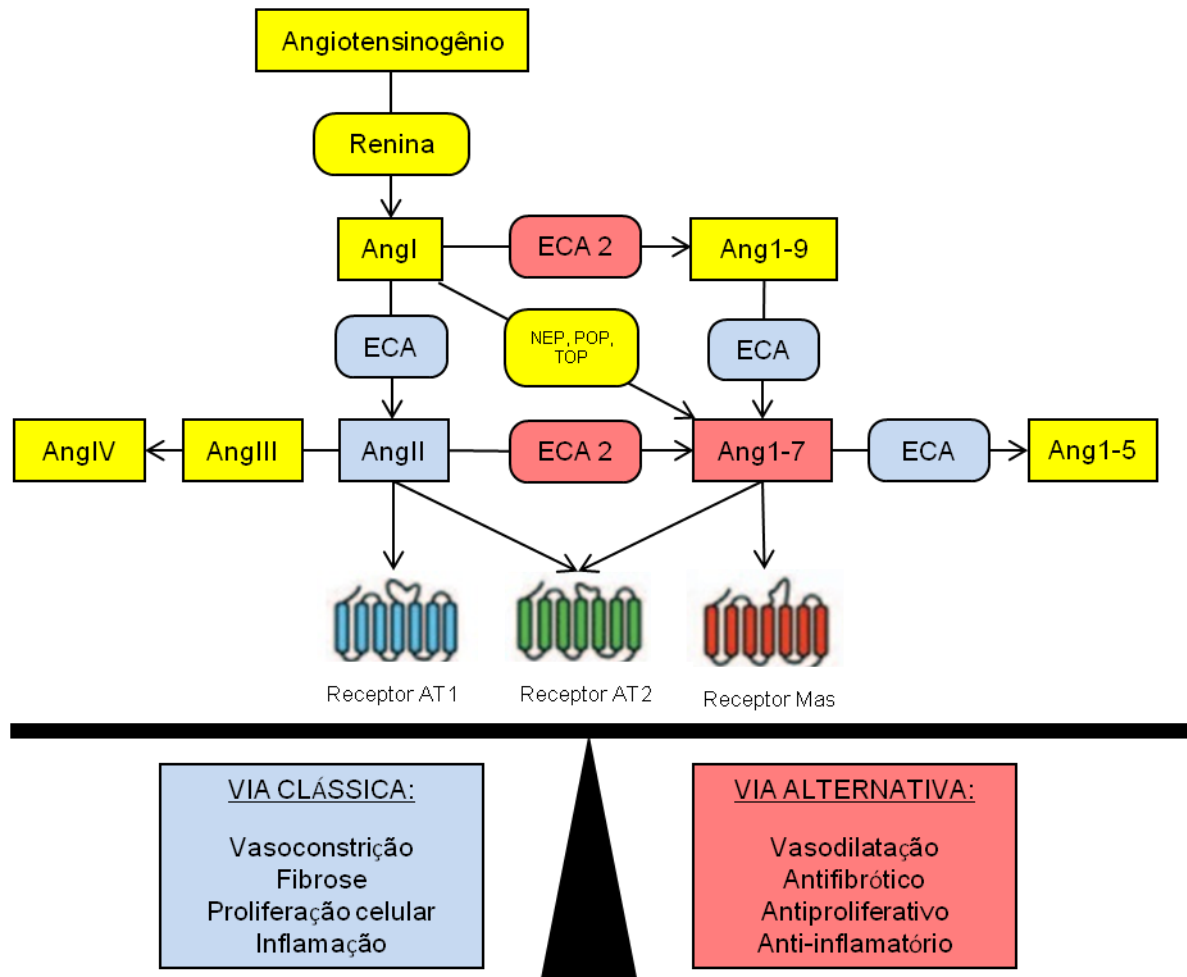 Angiotensinogênio
Renina
AngI
ECA 2
Ang1-9
ECA
NEP, POP,
TOP
ECA
AngIV
AngIII
AngII
ECA 2
Ang1-7
ECA
Ang1-5
Receptor AT1
Receptor AT2
Receptor Mas
VIA CLÁSSICA:
Vasoconstrição
Fibrose
Proliferação celular
Inflamação
VIA ALTERNATIVA:
Vasodilatação
Antifibrótico
Antiproliferativo
Anti-inflamatório